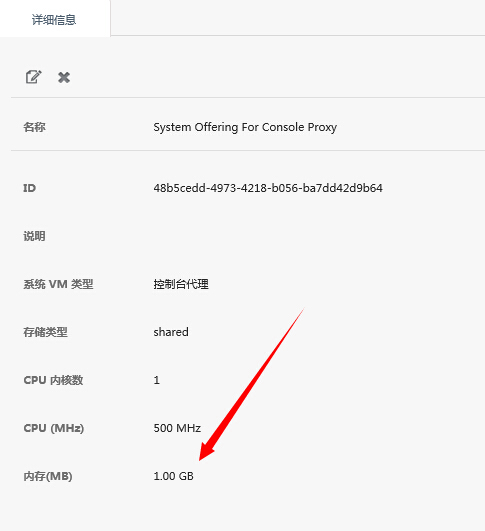 详细信息
名称 System Offering For Console Proxy
ID 48b5cedd-4973-4218-b056-ba7dd42d9b64
说明
系统 VM 类型 控制台代理
存储类型 shared
CPU 内核数 1
CPU (MHz) 500 MHz
内存(MB) 1.00 GB